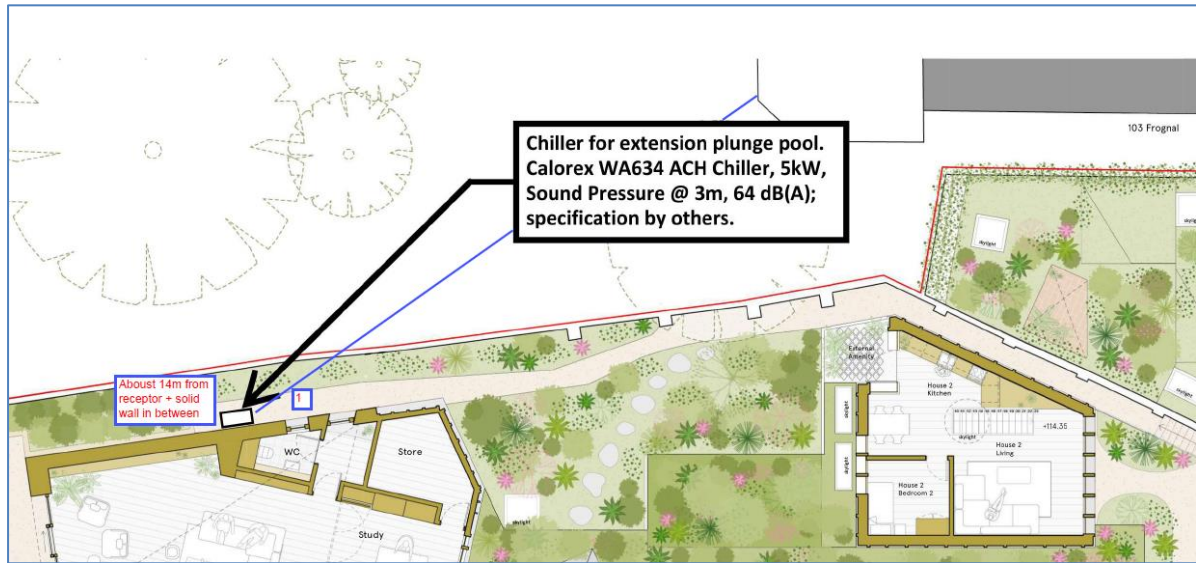 103 Frognal
Chiller for extension plunge pool.
Calorex WA634 ACH Chiller, 5kW,
Sound Pressure @ 3m, 64 dB(A);
specification by others.
skylight
skylight
External
Amenity
House 2
Kitchen
Aboust 14m from
receptor + solid
wall in between
1
skylight
skylight
+114.35
House 2
Living
WC
Store
skylight
skylight
House 2
Bedroom 2
skylight
Study